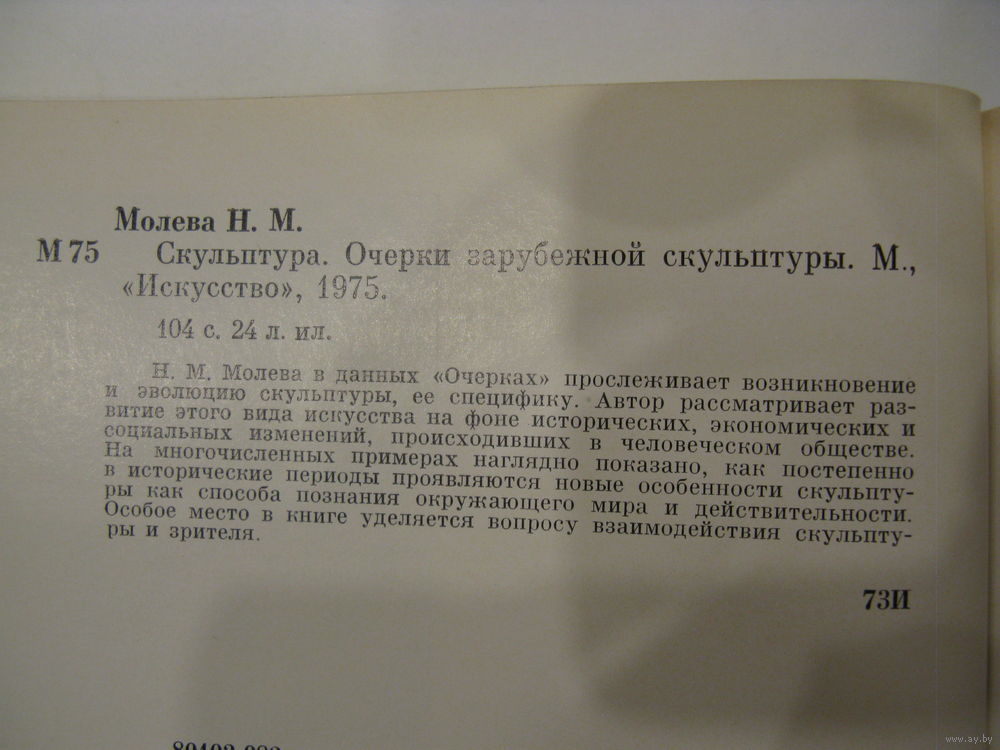 Молева Н. М.
М 75 Скульптура. Очерки зарубежной скульптуры. М.,
«Искусство», 1975.
104 с. 24 л. ил.
Н. М. Молева в данных «Очерках» прослеживает возникновение
и эволюцию скульптуры, ее специфику. Автор рассматривает раз-
витие этого вида искусства на фоне исторических, экономических и
социальных изменений, происходивших в человеческом обществе.
На многочисленных примерах наглядно показано, как постепенно
в исторические периоды проявляются новые особенности скульпту-
ры как способа познания окружающего мира и действительности.
Особое место в книге уделяется вопросу взаимодействия скульпту-
ры и зрителя.
73И
www.ay.by